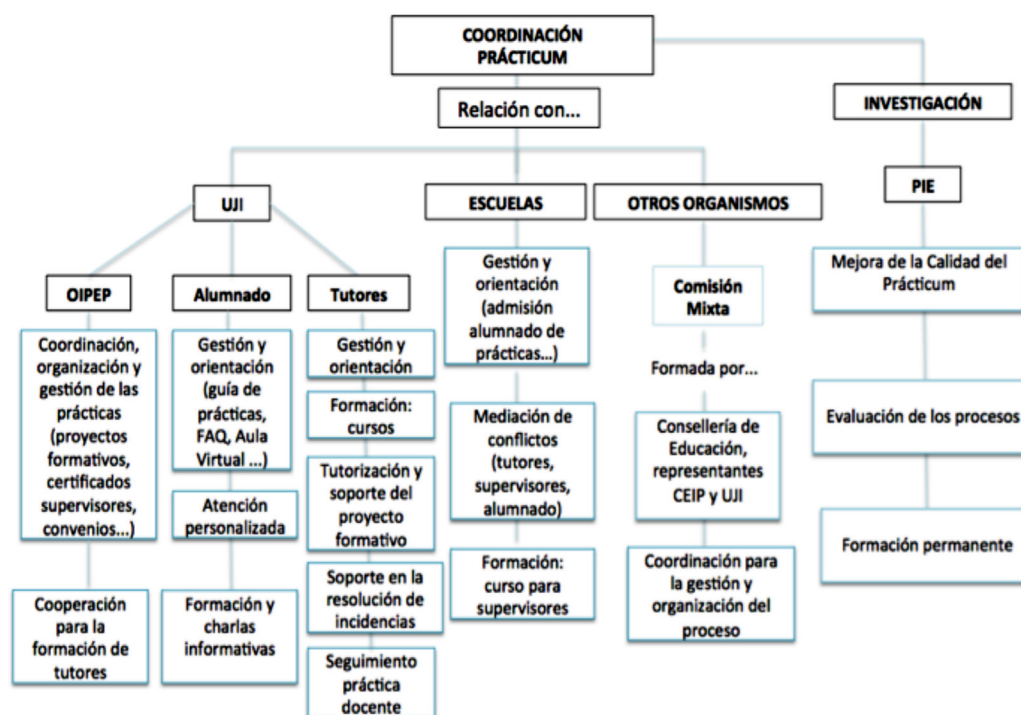 COORDINACIÓN
PRÁCTICUM
Relación con...
INVESTIGACIÓN
PIE
Mejora de la Calidad del
Prácticum
Evaluación de los procesos
Formación permanente
UJI
OIPEP
Coordinación,
organización y
gestión de las
prácticas
(proyectos
formativos,
certificados
supervisores,
convenios...)
Cooperación
para la
formación de
tutores
Alumnado
Gestión y
orientación
(guía de
prácticas,
FAQ, Aula
Virtual ...)
Atención
personalizada
Formación y
charlas
informativas
Tutores
Gestión y
orientación
Formación:
cursos
Tutorización y
soporte del
proyecto
formativo
Soporte en la
resolución de
incidencias
Seguimiento
práctica
docente
ESCUELAS
Gestión y
orientación
(admisión
alumnado de
prácticas...)
Mediación de
conflictos
(tutores,
supervisores,
alumnado)
Formación:
curso para
supervisores
OTROS ORGANISMOS
Comisión
Mixta
Formada por...
Consellería de
Educación,
representantes
CEIP y UJI
Coordinación para
la gestión y
organización del
proceso